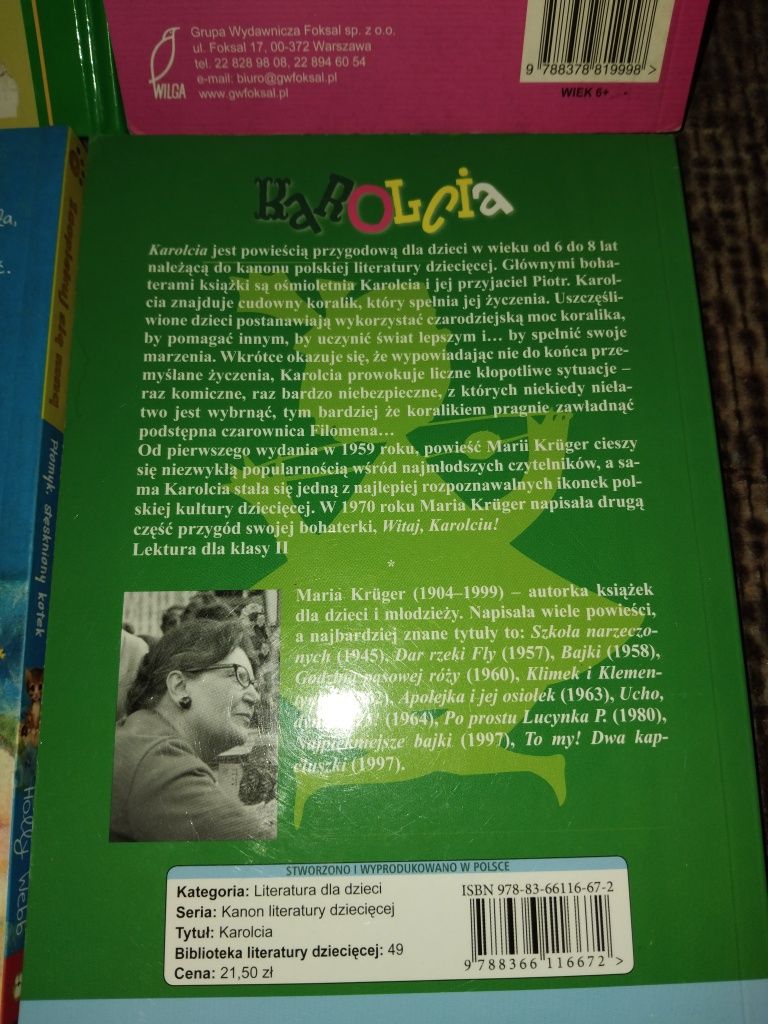 Grupa Wydawnicza Foksal sp. z o.o.
ul. Foksal 17, 00-372 Warszawa
tel. 22 828 98 08, 22 894 60 54
e-mail: biuro@gwfoksal.pl
www.gwfoksal.pl
WILGA
9 788378 819998 >
WIEK 6+
KAROLCIA
Karolcia jest powieścią przygodową dla dzieci w wieku od 6 do 8 lat
należącą do kanonu polskiej literatury dziecięcej. Głównymi boha-
terami książki są ośmioletnia Karolcia i jej przyjaciel Piotr. Karol-
cia znajduje cudowny koralik, który spełnia jej życzenia. Uszczęśli-
wione dzieci postanawiają wykorzystać czarodziejską moc koralika,
by pomagać innym, by uczynić świat lepszym i... by spełnić swoje
marzenia. Wkrótce okazuje się, że wypowiadając nie do końca prze-
myślane życzenia, Karolcia prowokuje liczne kłopotliwe sytuacje –
raz komiczne, raz bardzo niebezpieczne, z których niekiedy nieła-
two jest wybrnąć, tym bardziej że koralikiem pragnie zawładnąć
podstępna czarownica Filomena...
Od pierwszego wydania w 1959 roku, powieść Marii Krüger cieszy
się niezwykłą popularnością wśród najmłodszych czytelników, a sa-
ma Karolcia stała się jedną z najlepiej rozpoznawalnych ikonek pol-
skiej kultury dziecięcej. W 1970 roku Maria Krüger napisała drugą
część przygód swojej bohaterki, Witaj, Karolciu!
Lektura dla klasy II
*
Maria Krüger (1904–1999) – autorka książek
dla dzieci i młodzieży. Napisała wiele powieści,
a najbardziej znane tytuły to: Szkoła narzeczo-
nych (1945), Dar rzeki Fly (1957), Bajki (1958),
Godzina pąsowej róży (1960), Klimek i Klemen-
Apolejka i jej osiołek (1963), Ucho,
(1964), Po prostu Lucynka P. (1980),
Najpiękniejsze bajki (1997), To my! Dwa kap-
ciuszki (1997).
STWORZONO I WYPRODUKOWANO W POLSCE
Kategoria: Literatura dla dzieci
Seria: Kanon literatury dziecięcej
Tytuł: Karolcia
Biblioteka literatury dziecięcej: 49
Cena: 21,50 zł
ISBN 978-83-66116-67-2
9 788366 116672 >
Płomyk, stęskniony kotek
Holly Webb